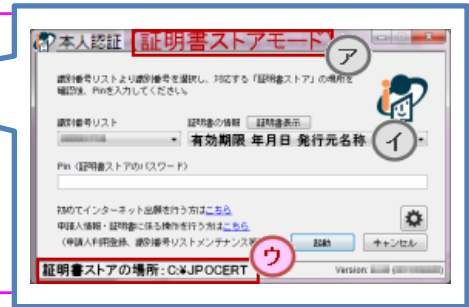 本人認証 【証明書ストアモード】
ア
識別番号リストより識別番号を選択し、対応する「証明書ストア」の場所を
確認後、Pinを入力してください。
識別番号リスト 証明書の情報 証明書表示
有効期限 年月日 発行元名称
イ
Pin (証明書ストアのパスワード)
初めてインターネット出願を行う方はこちら
申請人情報・証明書に係る操作を行う方はこちら
(申請人利用登録、識別番号リストメンテナンス
ウ
起動 キャンセル
証明書ストアの場所:C:¥JPOCERT
Version: